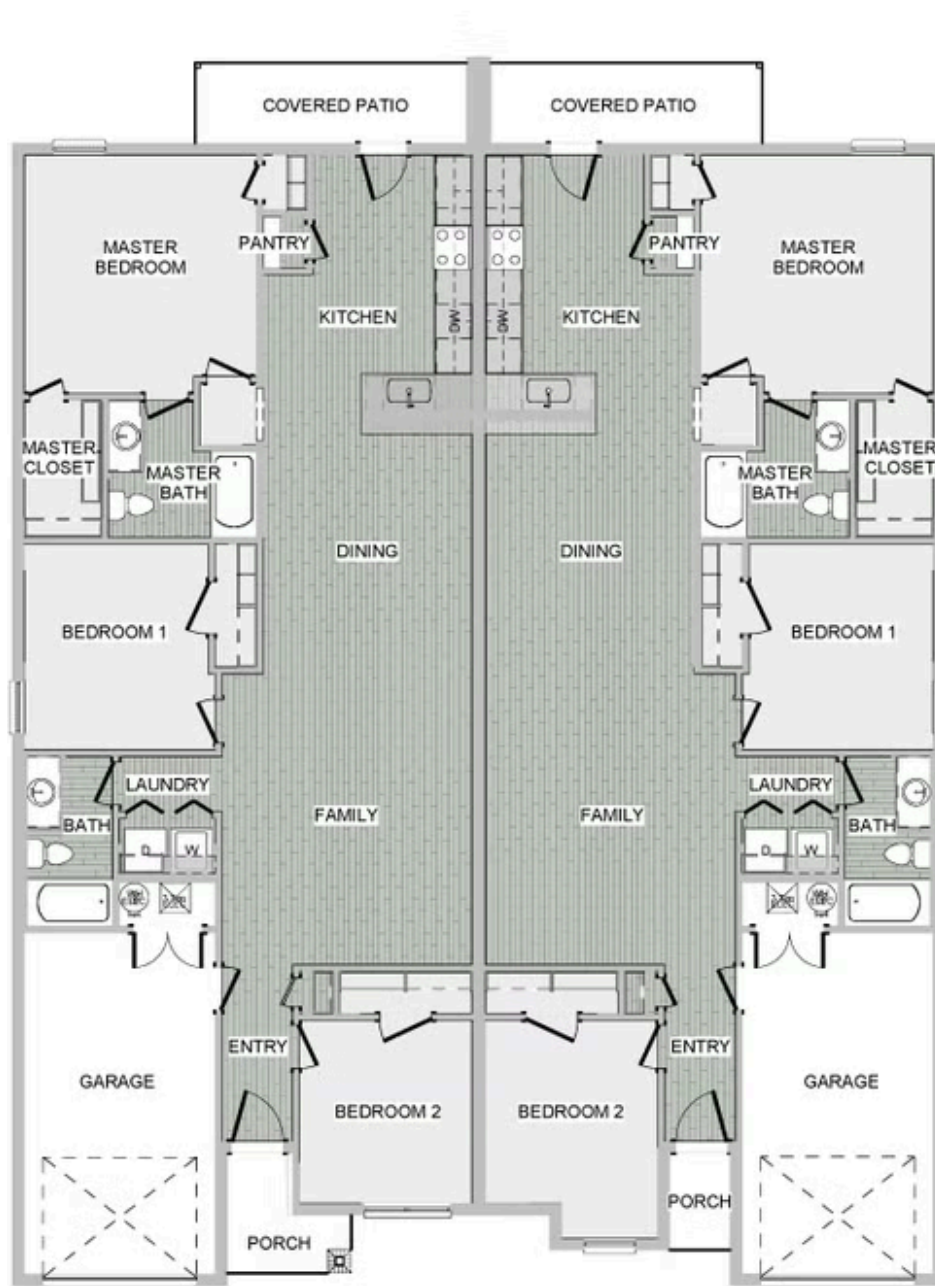 COVERED PATIO
COVERED PATIO
MASTER
BEDROOM
PANTRY
PANTRY
MASTER
BEDROOM
KITCHEN
KITCHEN
MASTER
CLOSET
MASTER
BATH
MASTER
BATH
MASTER
CLOSET
DINING
DINING
BEDROOM 1
BEDROOM 1
LAUNDRY
LAUNDRY
BATH
FAMILY
FAMILY
BATH
D
W
D
W
ENTRY
ENTRY
GARAGE
GARAGE
BEDROOM 2
BEDROOM 2
PORCH
PORCH